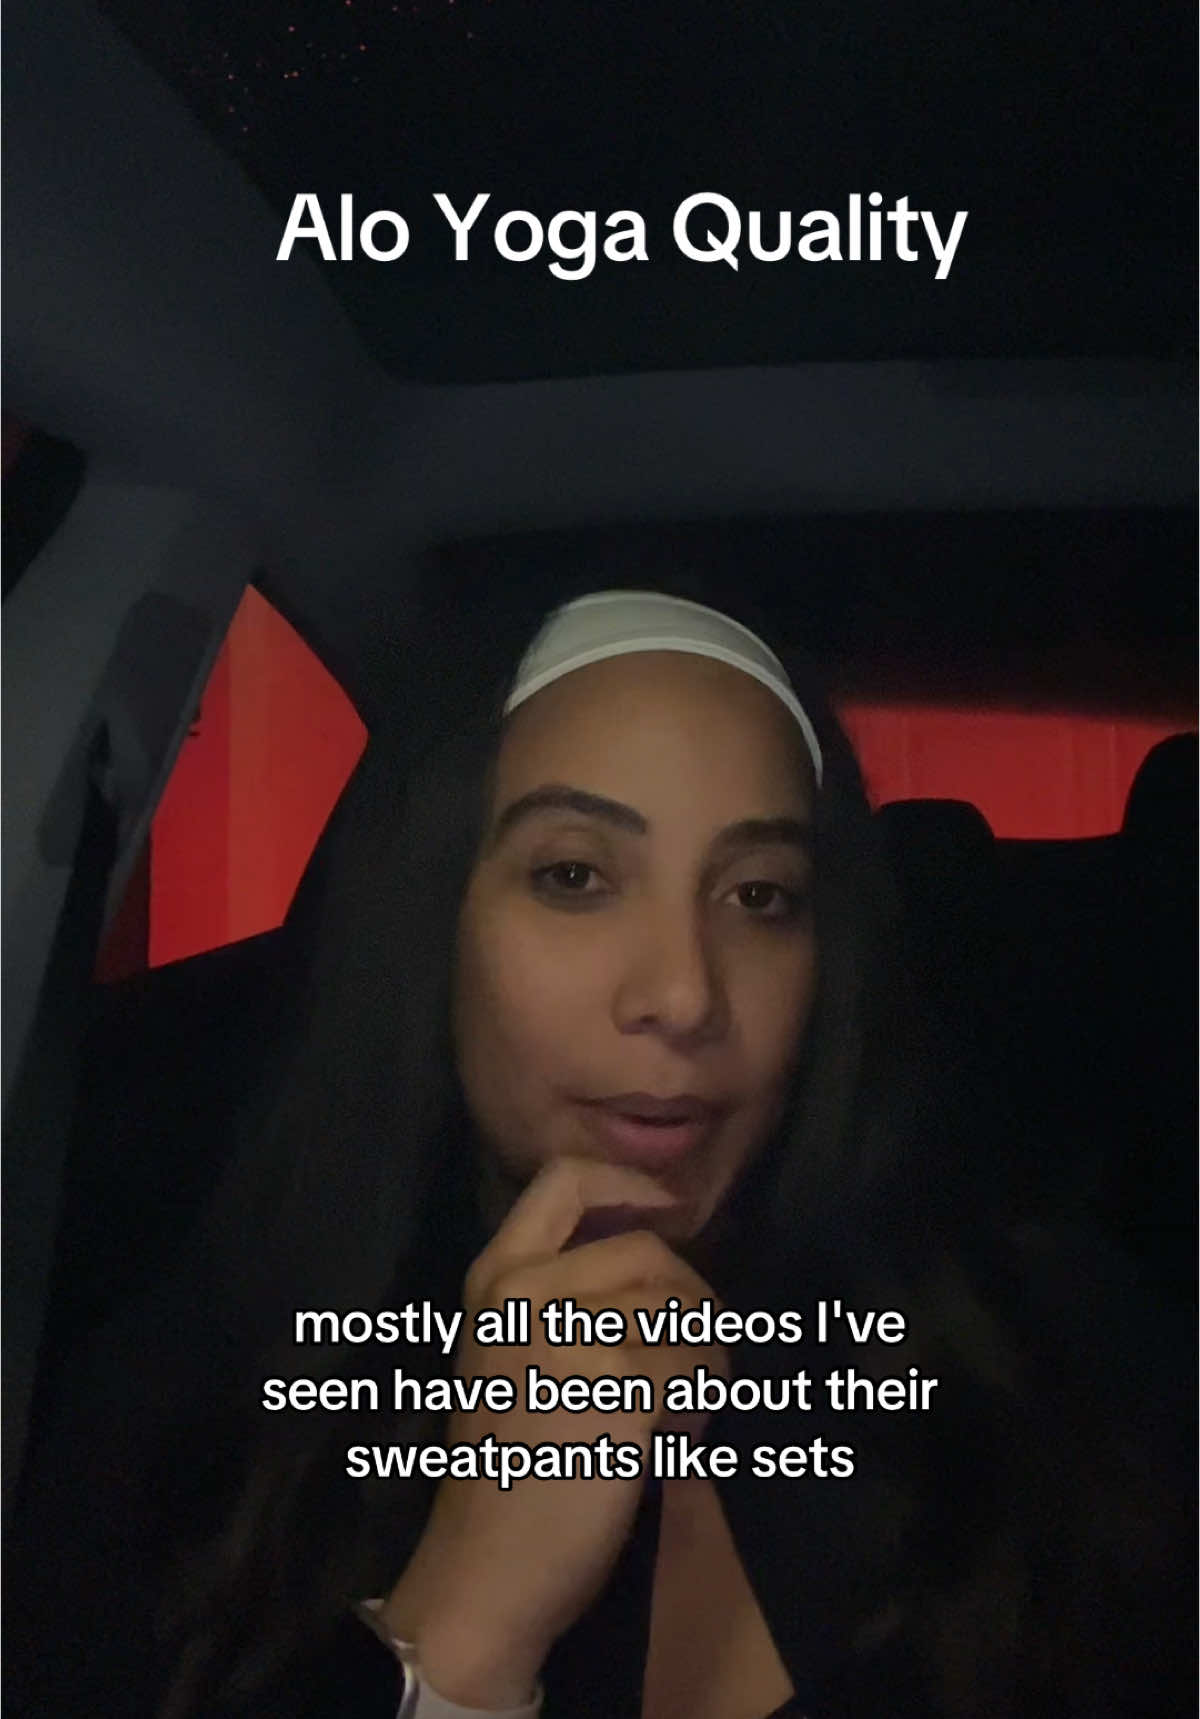 Alo Yoga Quality
mostly all the videos I've
seen have been about their
sweatpants like sets